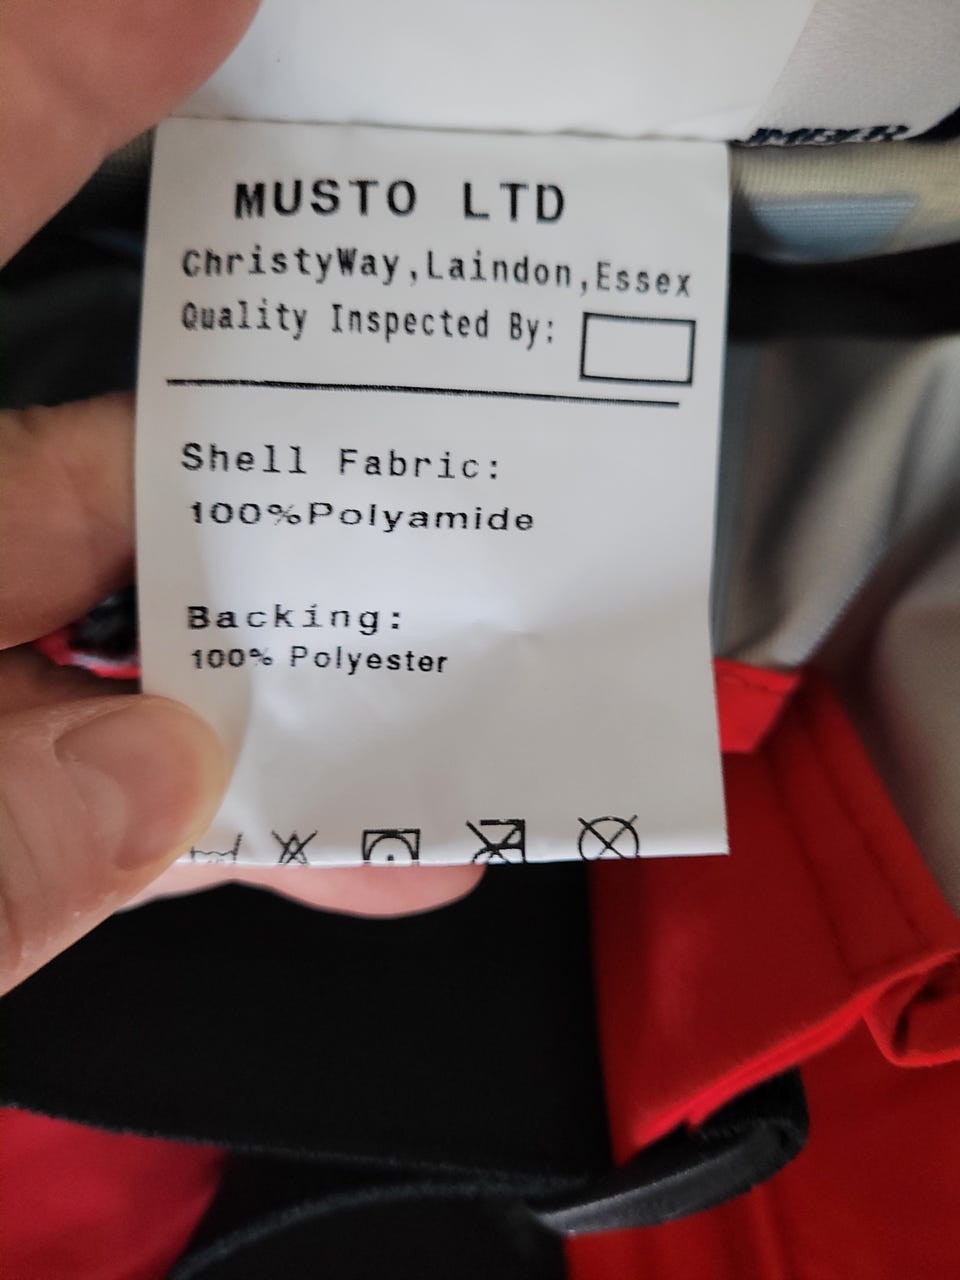 MUSTO LTD
ChristyWay,Laindon,Essex
Quality Inspected By:
Shell Fabric:
100%Polyamide
Backing:
100% Polyester